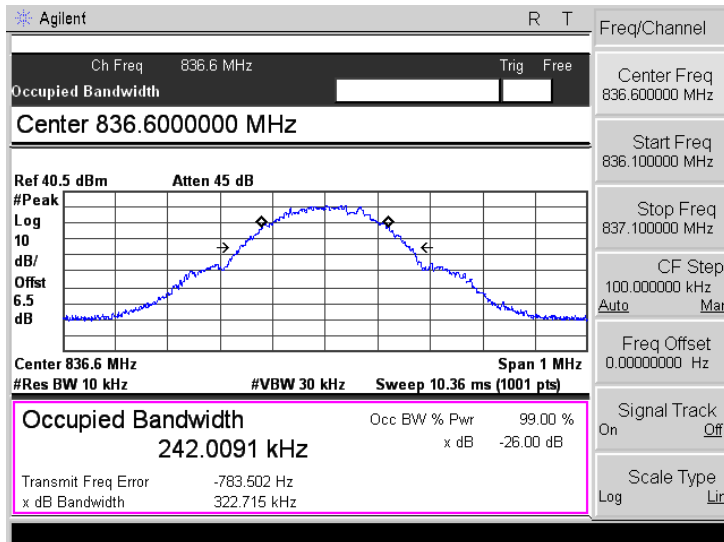 Agilent R T
Ch Freq 836.6 MHz Trig Free
Occupied Bandwidth
Center 836.6000000 MHz
Ref 40.5 dBm Atten 45 dB
#Peak
Log
10
dB/
Offst
6.5
dB
Center 836.6 MHz Span 1 MHz
#Res BW 10 kHz #VBW 30 kHz Sweep 10.36 ms (1001 pts)
Occupied Bandwidth Occ BW % Pwr 99.00 %
242.0091 kHz x dB -26.00 dB
Transmit Freq Error -783.502 Hz
x dB Bandwidth 322.715 kHz
Freq/Channel
Center Freq
836.600000 MHz
Start Freq
836.100000 MHz
Stop Freq
837.100000 MHz
CF Step
100.000000 kHz
Auto Man
Freq Offset
0.00000000 Hz
Signal Track
On Off
Scale Type
Log Lin